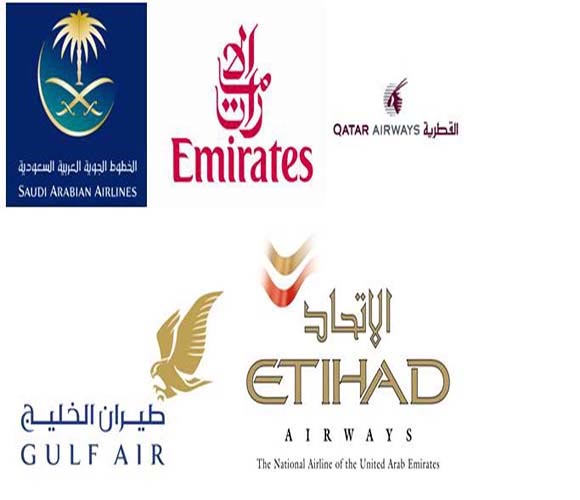 الخطوط الجوية العربية السعودية
SAUDI ARABIAN AIRLINES
الإمارات
Emirates
QATAR AIRWAYS القطرية
طيران الخليج
GULF AIR
الاتحاد
ETIHAD
AIRWAYS
The National Airline of the United Arab Emirates